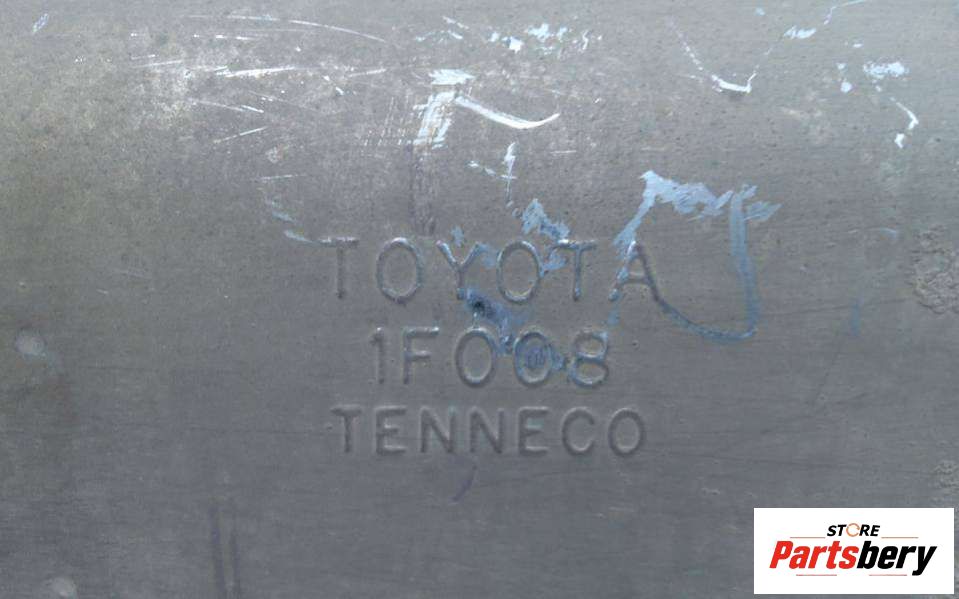 TOYOTA
1F008
TENNECO
STORE
Partsbery